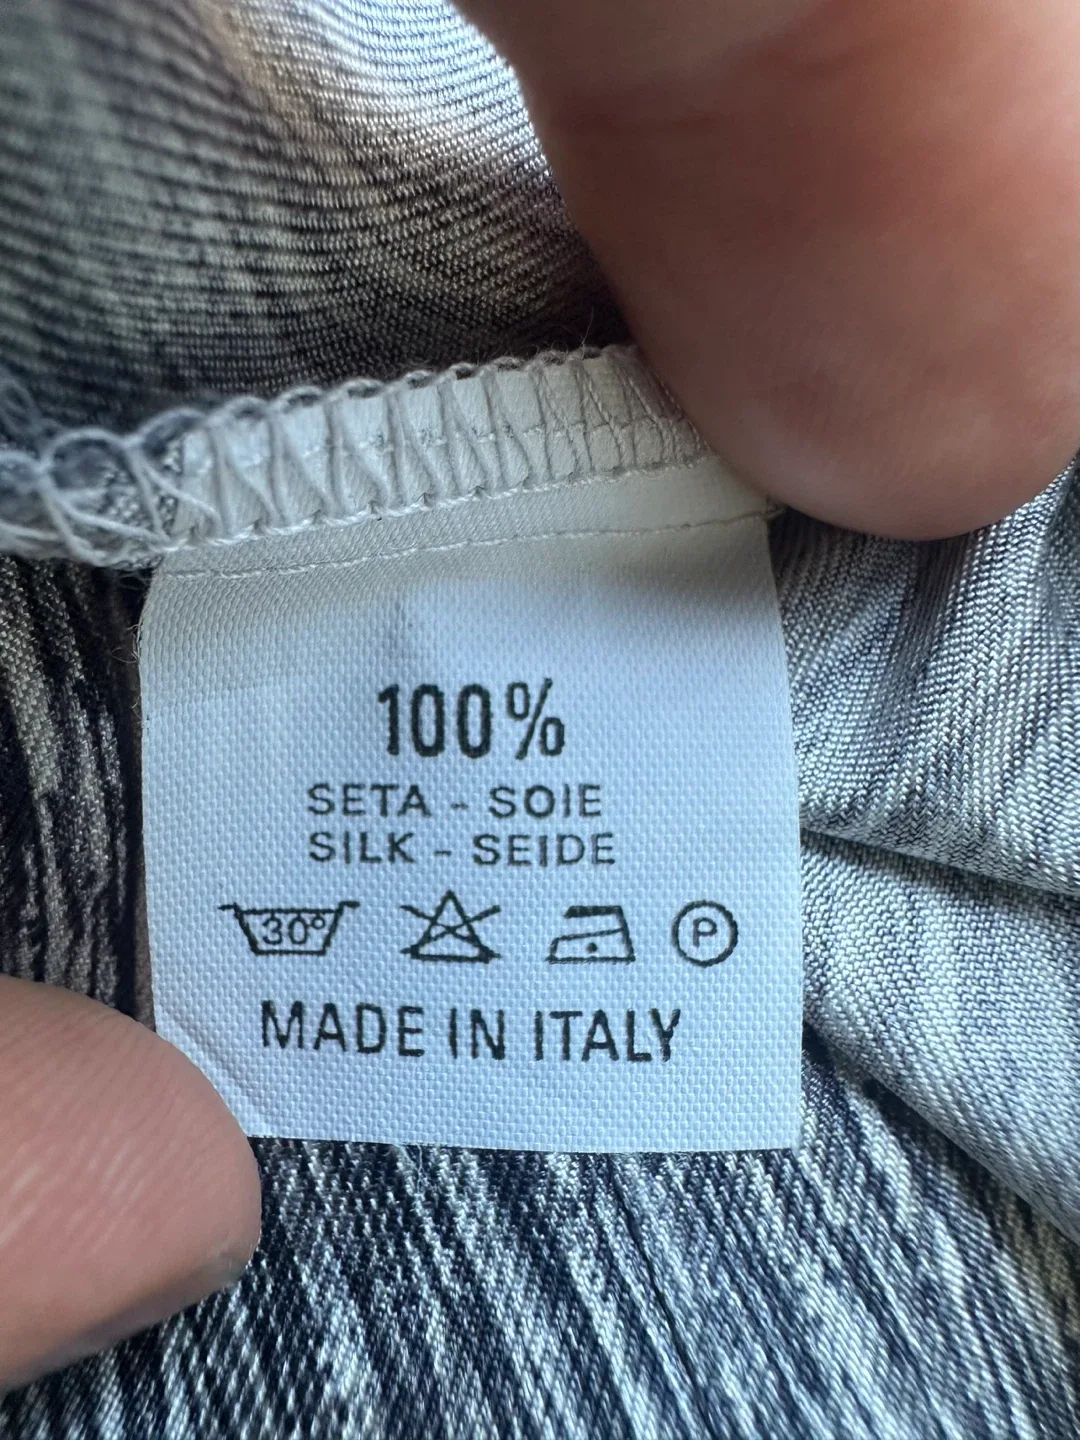 100%
SETA - SOIE
SILK - SEIDE
30° P
MADE IN ITALY